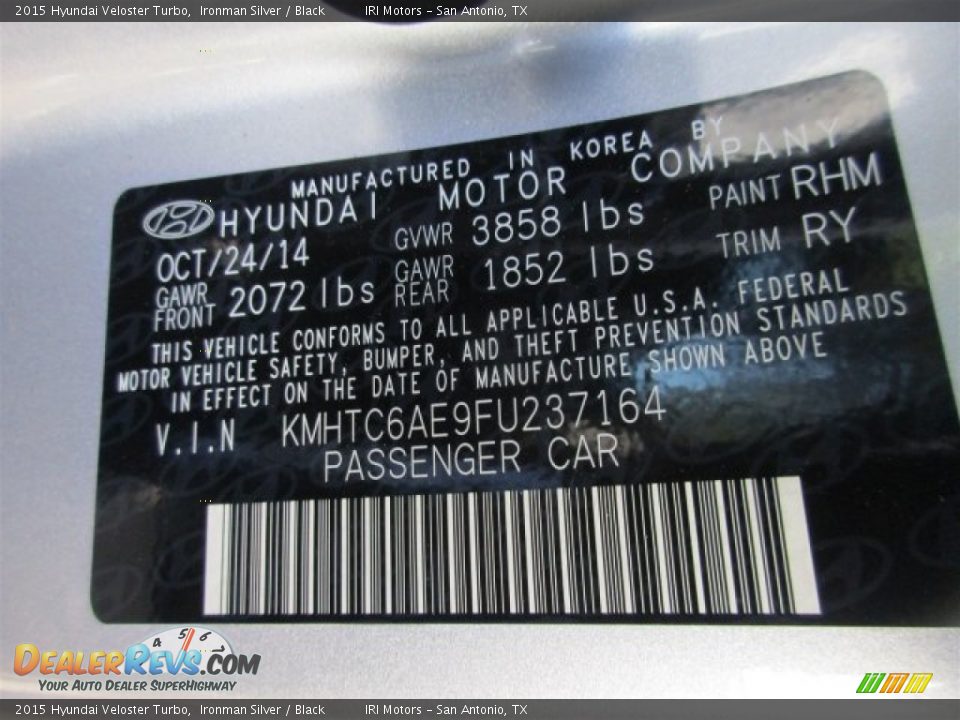 2015 Hyundai Veloster Turbo, Ironman Silver / Black IRI Motors - San Antonio, TX
MANUFACTURED IN KOREA BY
HYUNDAI MOTOR COMPANY
OCT/24/14 GVWR 3858 lbs PAINT RHM
GAWR FRONT 2072 lbs GAWR REAR 1852 lbs TRIM RY
THIS VEHICLE CONFORMS TO ALL APPLICABLE U.S.A. FEDERAL
MOTOR VEHICLE SAFETY, BUMPER, AND THEFT PREVENTION STANDARDS
IN EFFECT ON THE DATE OF MANUFACTURE SHOWN ABOVE
V.I.N KMHTC6AE9FU237164
PASSENGER CAR
4 5 6 7
DEALERREVS.COM
YOUR AUTO DEALER SUPERHIGHWAY
2015 Hyundai Veloster Turbo, Ironman Silver / Black IRI Motors - San Antonio, TX